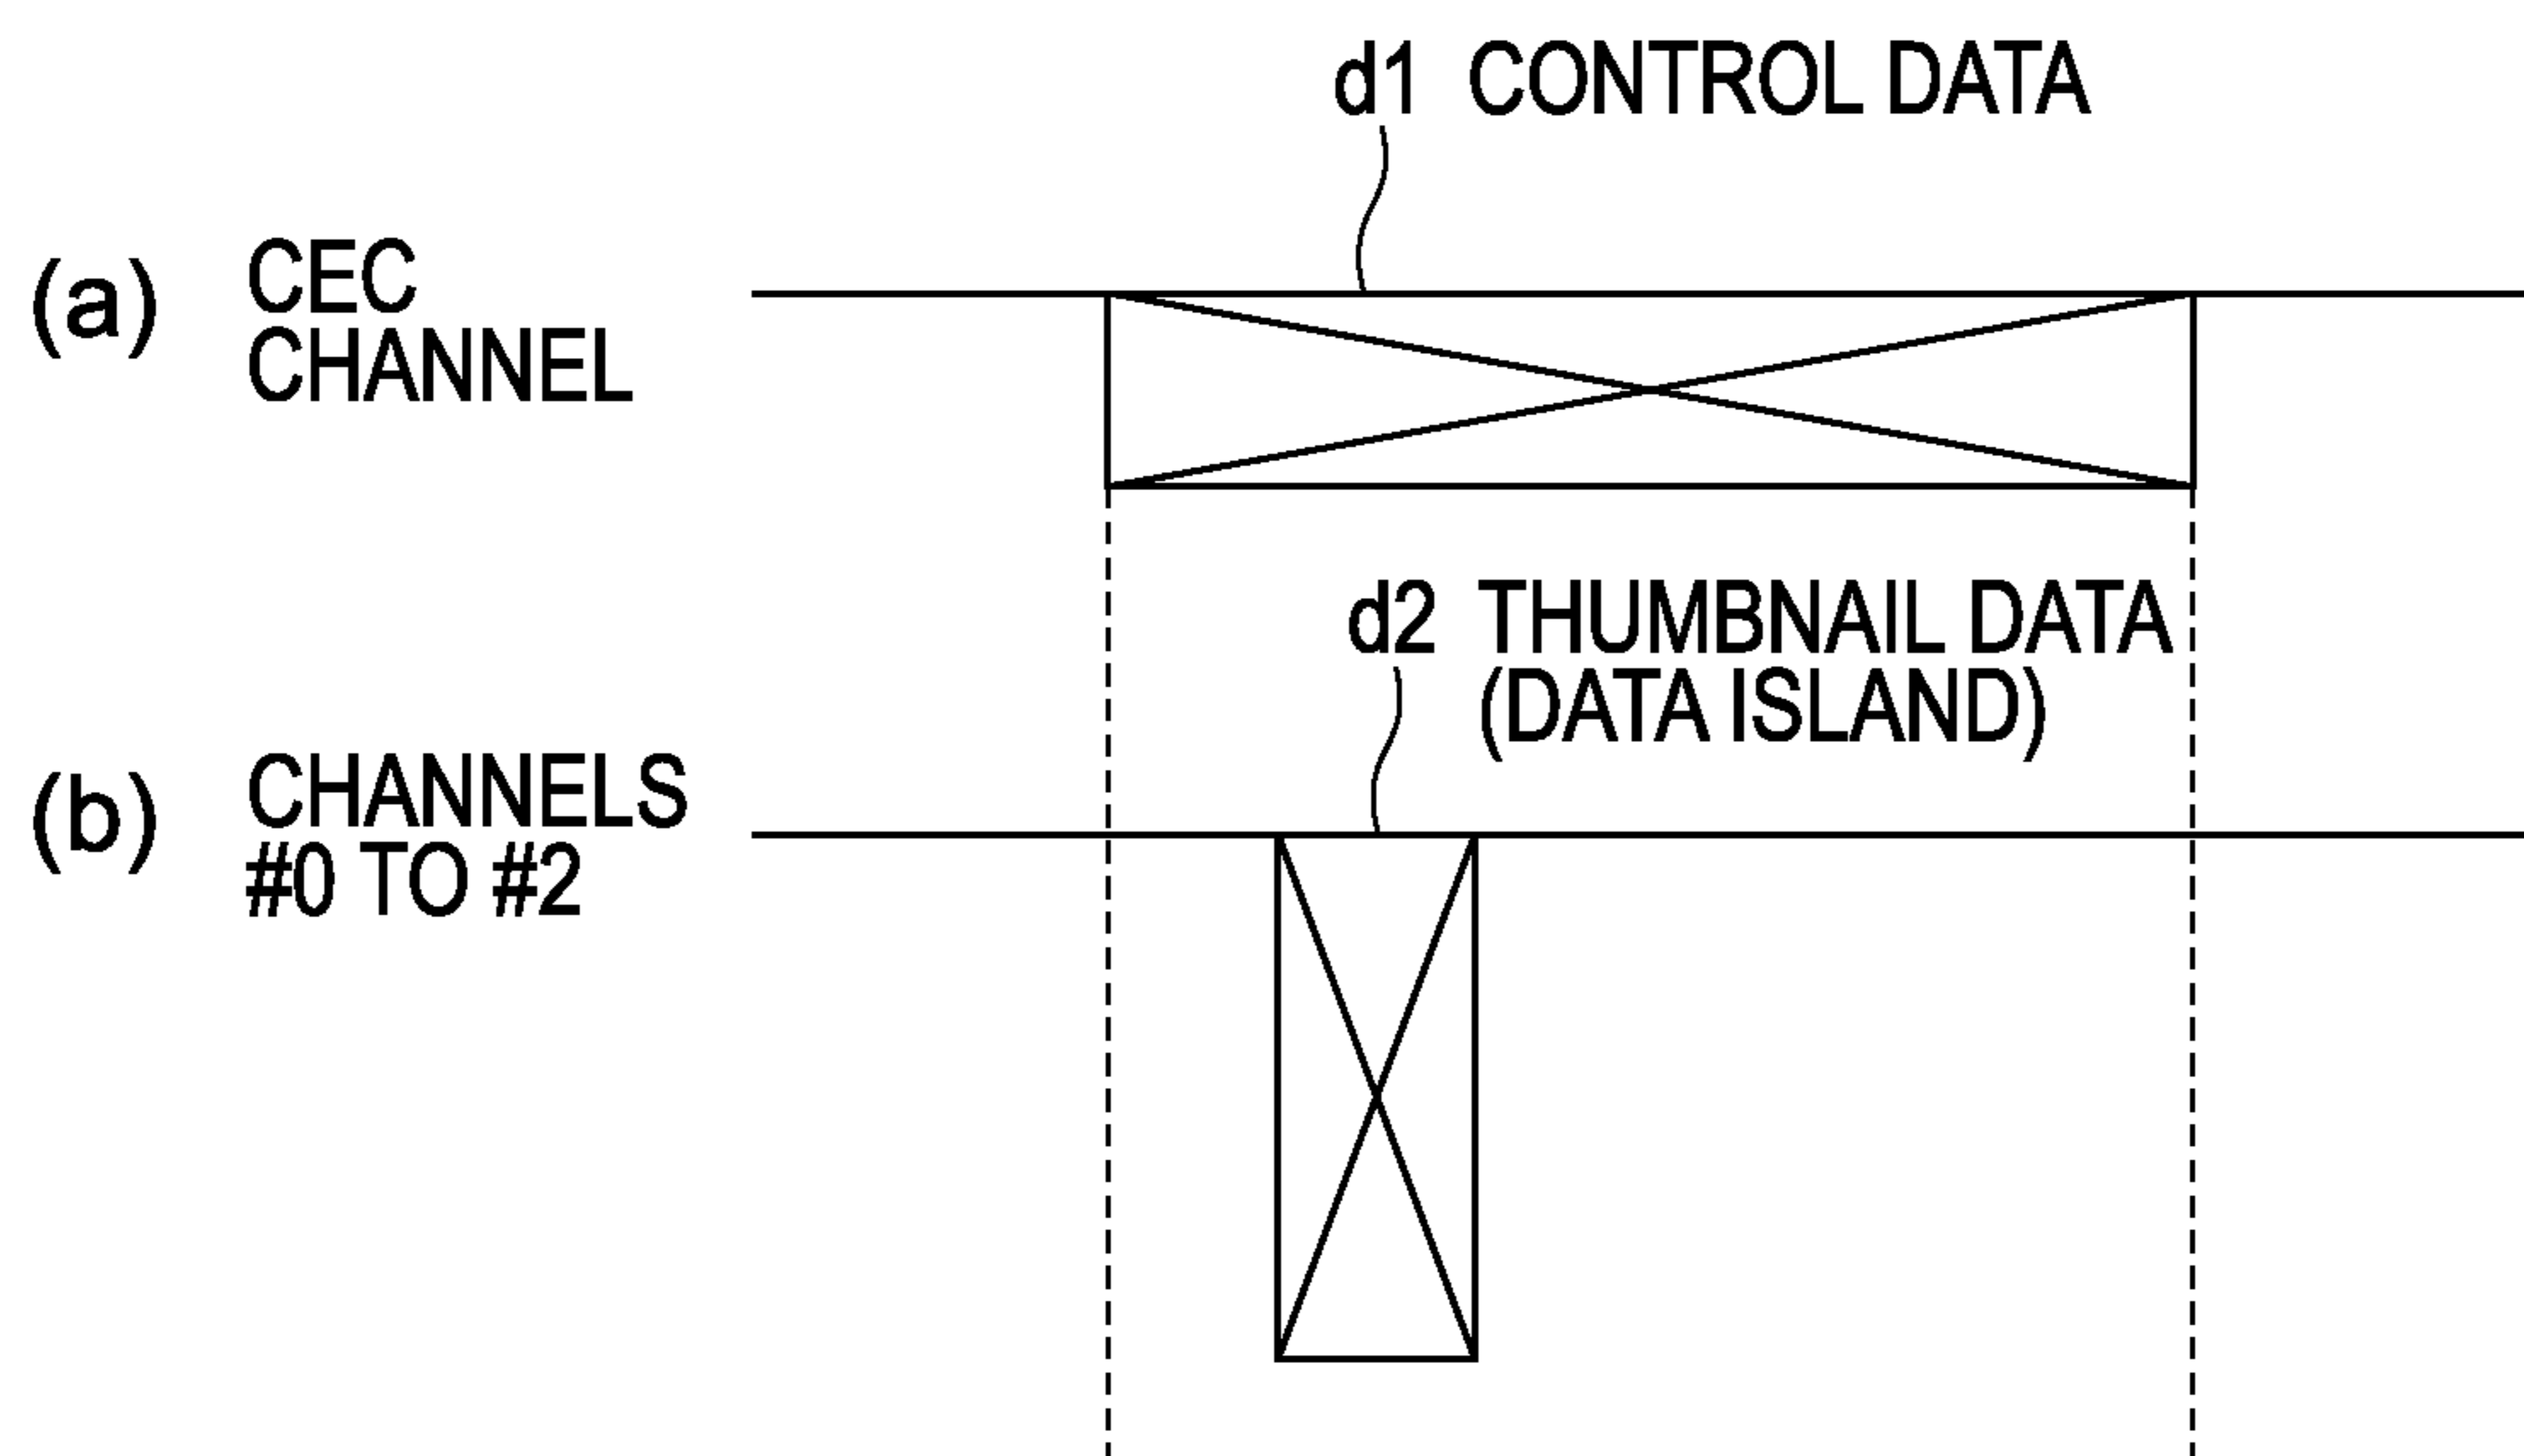 d1 CONTROL DATA
(a) CEC
CHANNEL
d2 THUMBNAIL DATA
(DATA ISLAND)
(b) CHANNELS
#0 TO #2